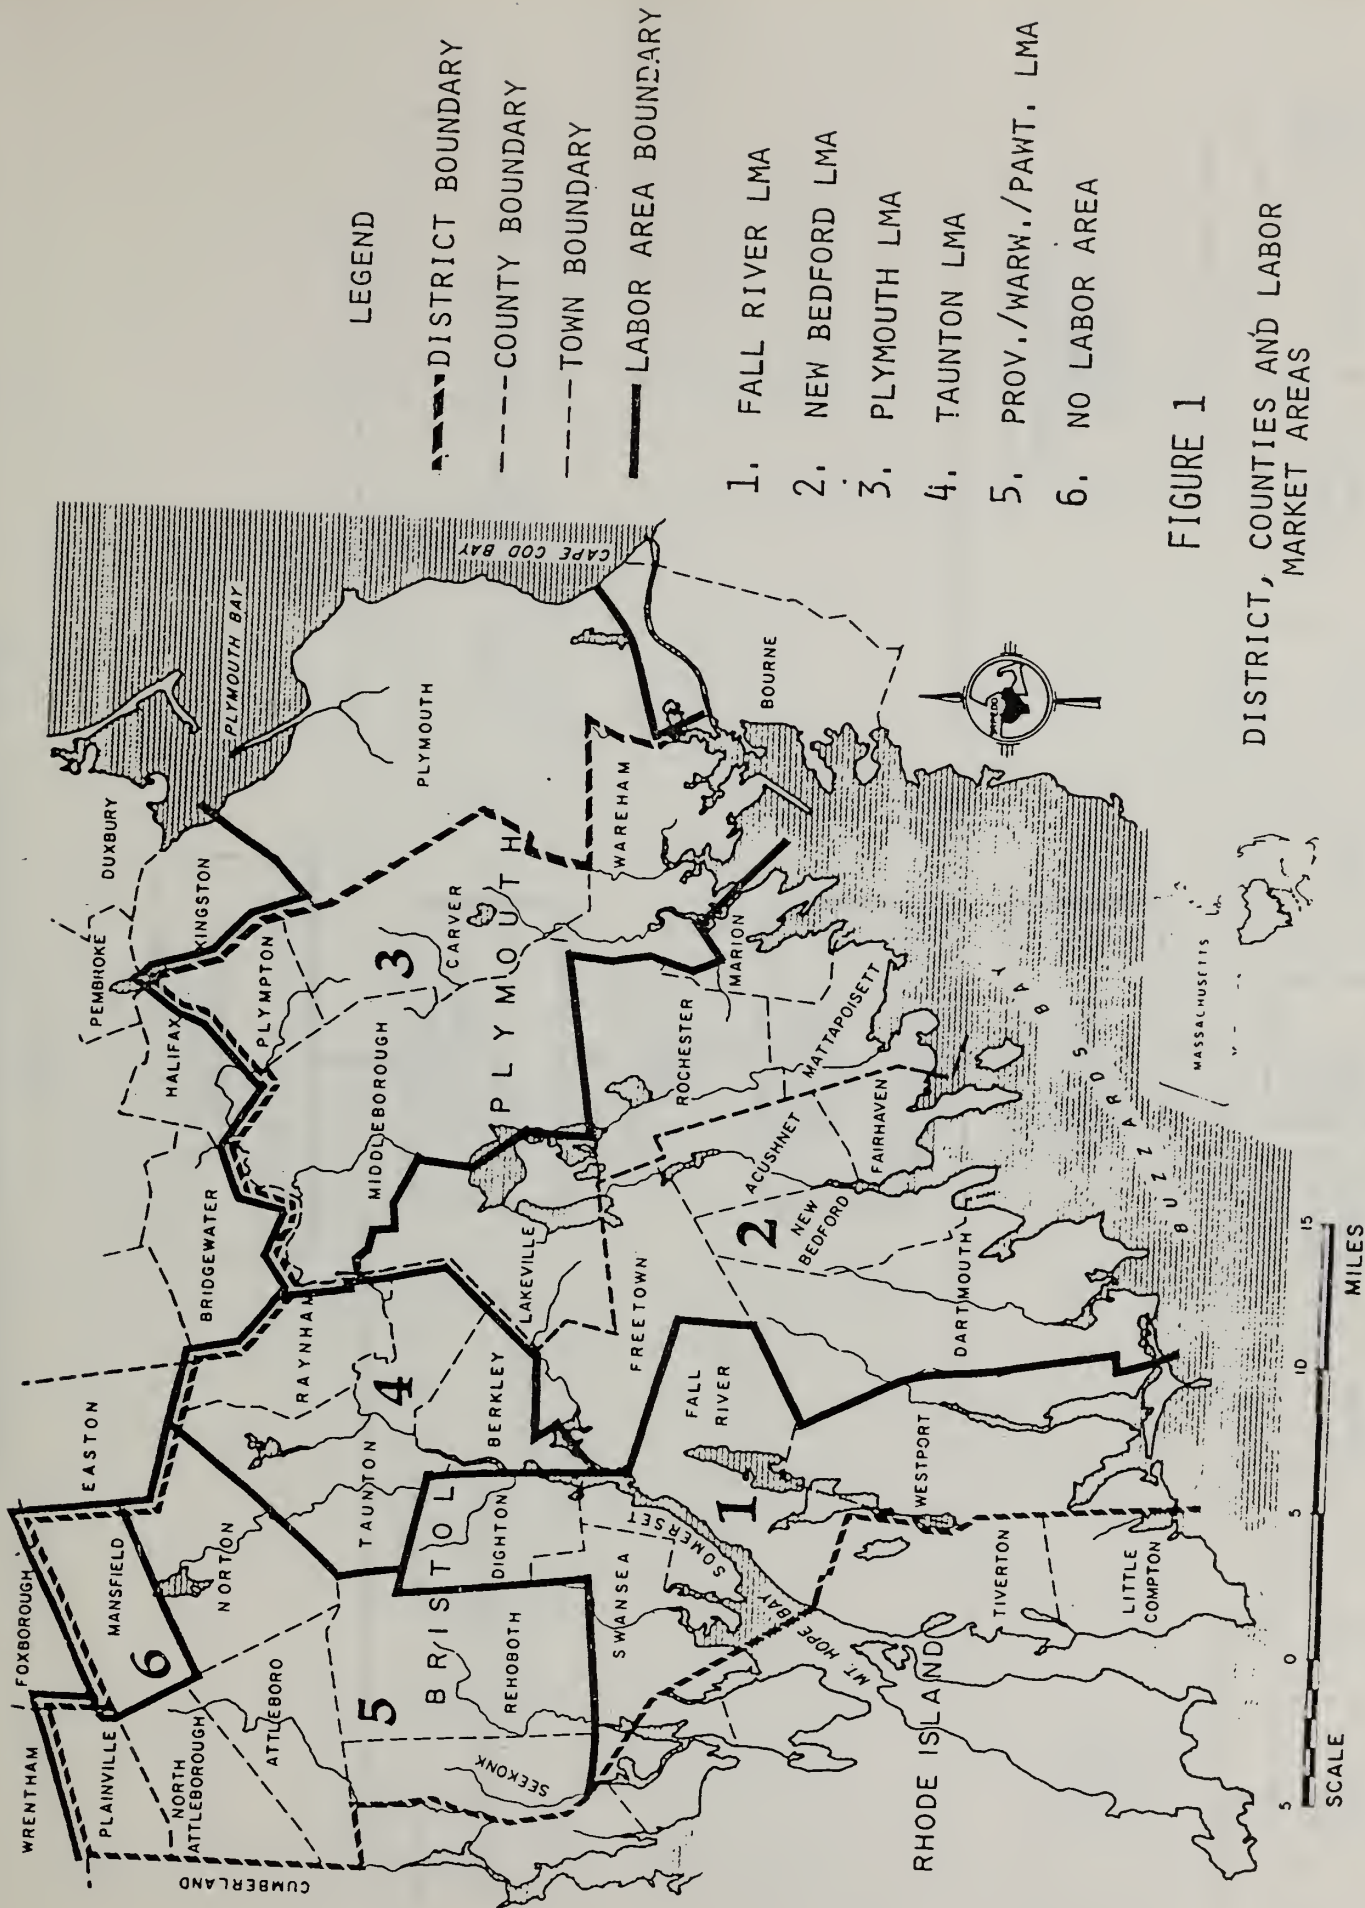 LEGEND
DISTRICT BOUNDARY
COUNTY BOUNDARY
TOWN BOUNDARY
LABOR AREA BOUNDARY
1. FALL RIVER LMA
2. NEW BEDFORD LMA
3. PLYMOUTH LMA
4. TAUNTON LMA
5. PROV./WARW./PAWT. LMA
6. NO LABOR AREA
FIGURE 1
DISTRICT, COUNTIES AND LABOR
MARKET AREAS
WRENTHAM
FOXBOROUGH
PLAINVILLE
MANSFIELD
6
EASTON
NORTH
ATTLEBOROUGH
CUMBERLAND
ATTLEBORO
NORTON
BRIDGEWATER
RAYNHAM
TAUNTON
4
5
BRISTOL
SEEKONK
REHOBOTH
DIGHTON
BERKLEY
SWANSEA
SOMERSET
1
MT. HOPE BAY
FALL
RIVER
FREETOWN
LAKEVILLE
MIDDLEBOROUGH
HALIFAX
PEMBROKE
DUXBURY
KINGSTON
PLYMPTON
3
CARVER
PLYMOUTH
PLYMOUTH
PLYMOUTH BAY
CAPE COD BAY
WAREHAM
BOURNE
MARION
ROCHESTER
MATTAPOISETT
ACUSHNET
FAIRHAVEN
2
NEW
BEDFORD
DARTMOUTH
WESTPORT
BUZZARDS BAY
TIVERTON
LITTLE
COMPTON
RHODE ISLAND
MASSACHUSETTS
5 0 5 10 15
SCALE
MILES